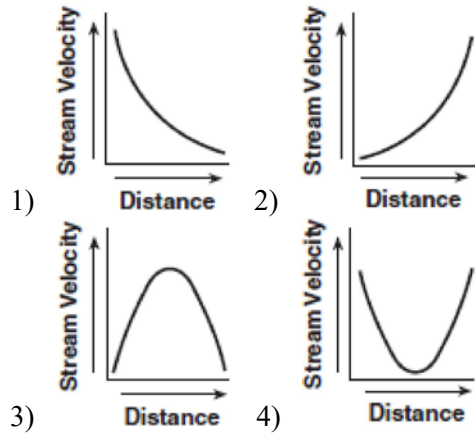 Stream Velocity
1)
Distance
Stream Velocity
2)
Distance
Stream Velocity
3)
Distance
Stream Velocity
4)
Distance